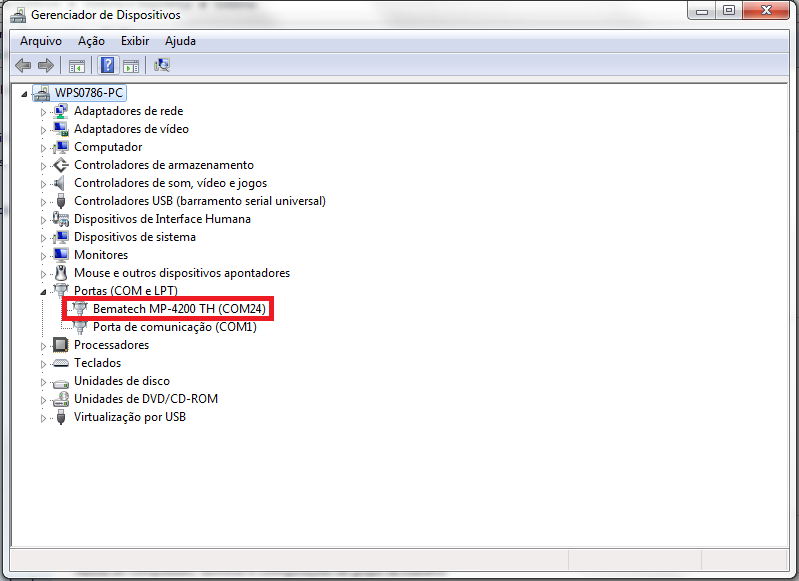 Gerenciador de Dispositivos
Arquivo Ação Exibir Ajuda
WPS0786-PC
Adaptadores de rede
Adaptadores de vídeo
Computador
Controladores de armazenamento
Controladores de som, vídeo e jogos
Controladores USB (barramento serial universal)
Dispositivos de Interface Humana
Dispositivos de sistema
Monitores
Mouse e outros dispositivos apontadores
Portas (COM e LPT)
Bematech MP-4200 TH (COM24)
Porta de comunicação (COM1)
Processadores
Teclados
Unidades de disco
Unidades de DVD/CD-ROM
Virtualização por USB